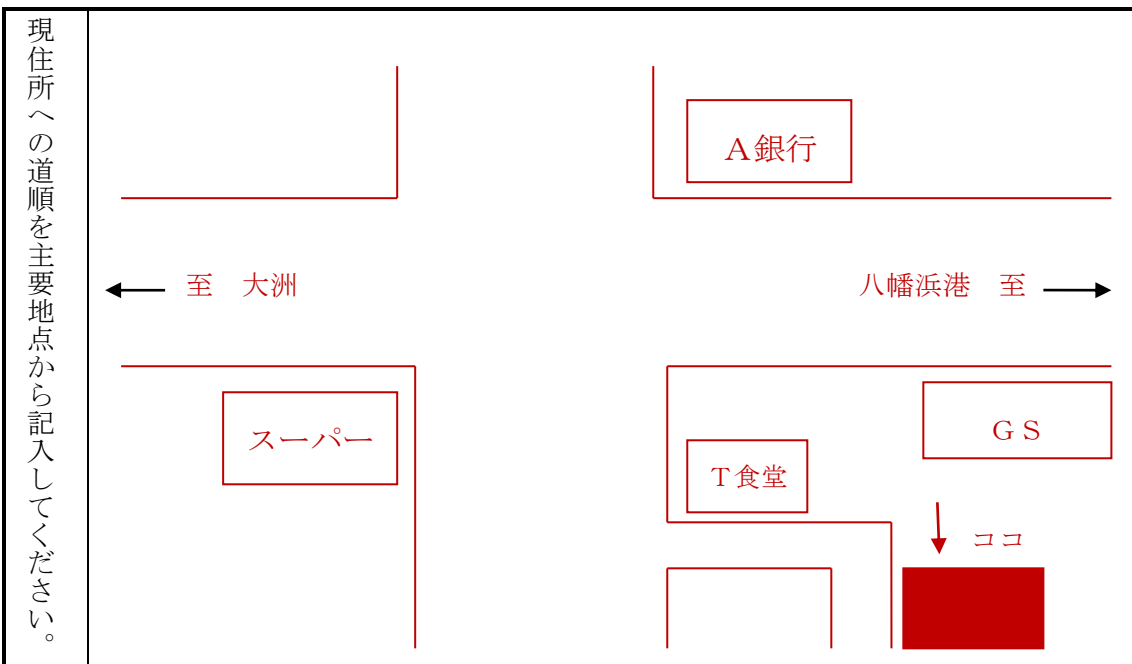 現住所への道順を主要地点から記入してください。
Ａ銀行
至　大洲
八幡浜港　至
スーパー
ＧＳ
Ｔ食堂
ココ